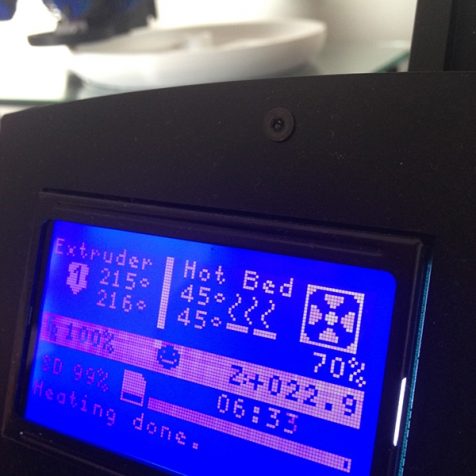 Extruder Hot Bed
215° 45°
216° 45°
70%
100% Z+022.9
SD 99% 06:33
Heating done.